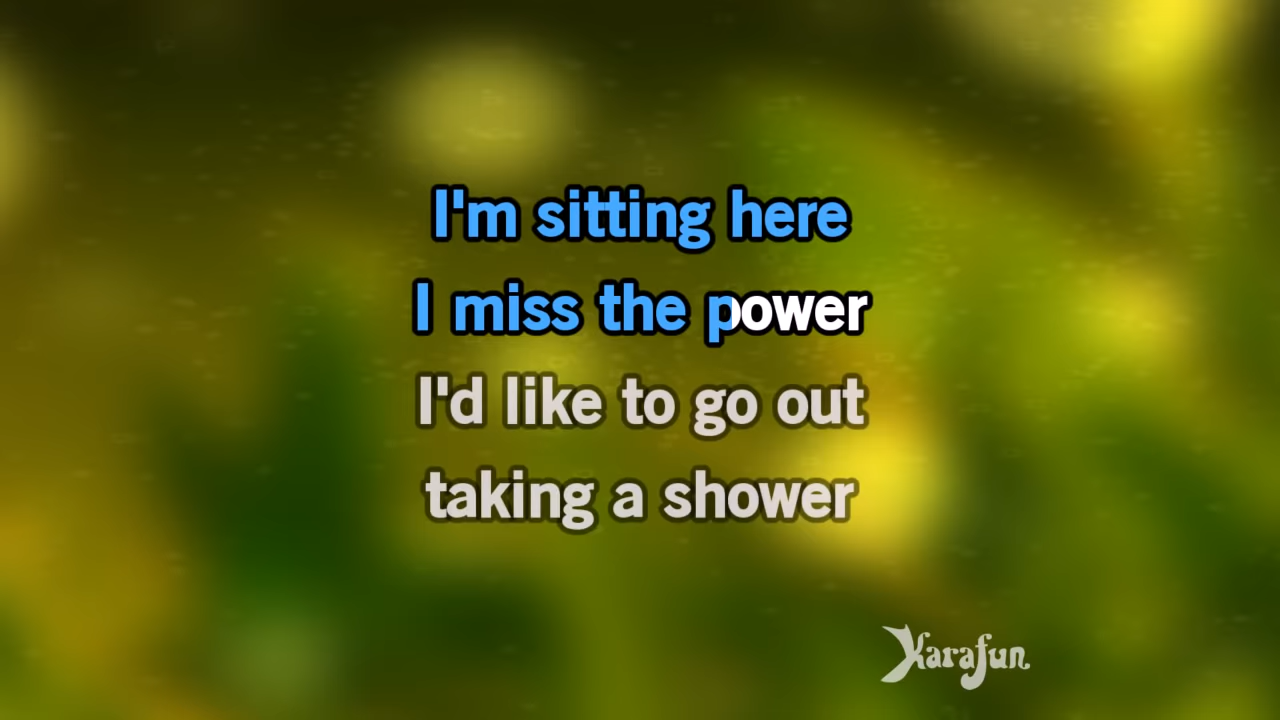 I'm sitting here
I miss the power
I'd like to go out
taking a shower
Karafun